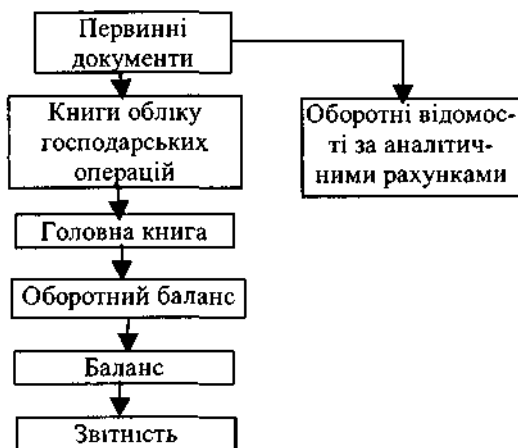 Первинні
документи
Книги обліку
господарських
операцій
Оборотні відомос-
ті за аналітич-
ними рахунками
Головна книга
Оборотний баланс
Баланс
Звітність